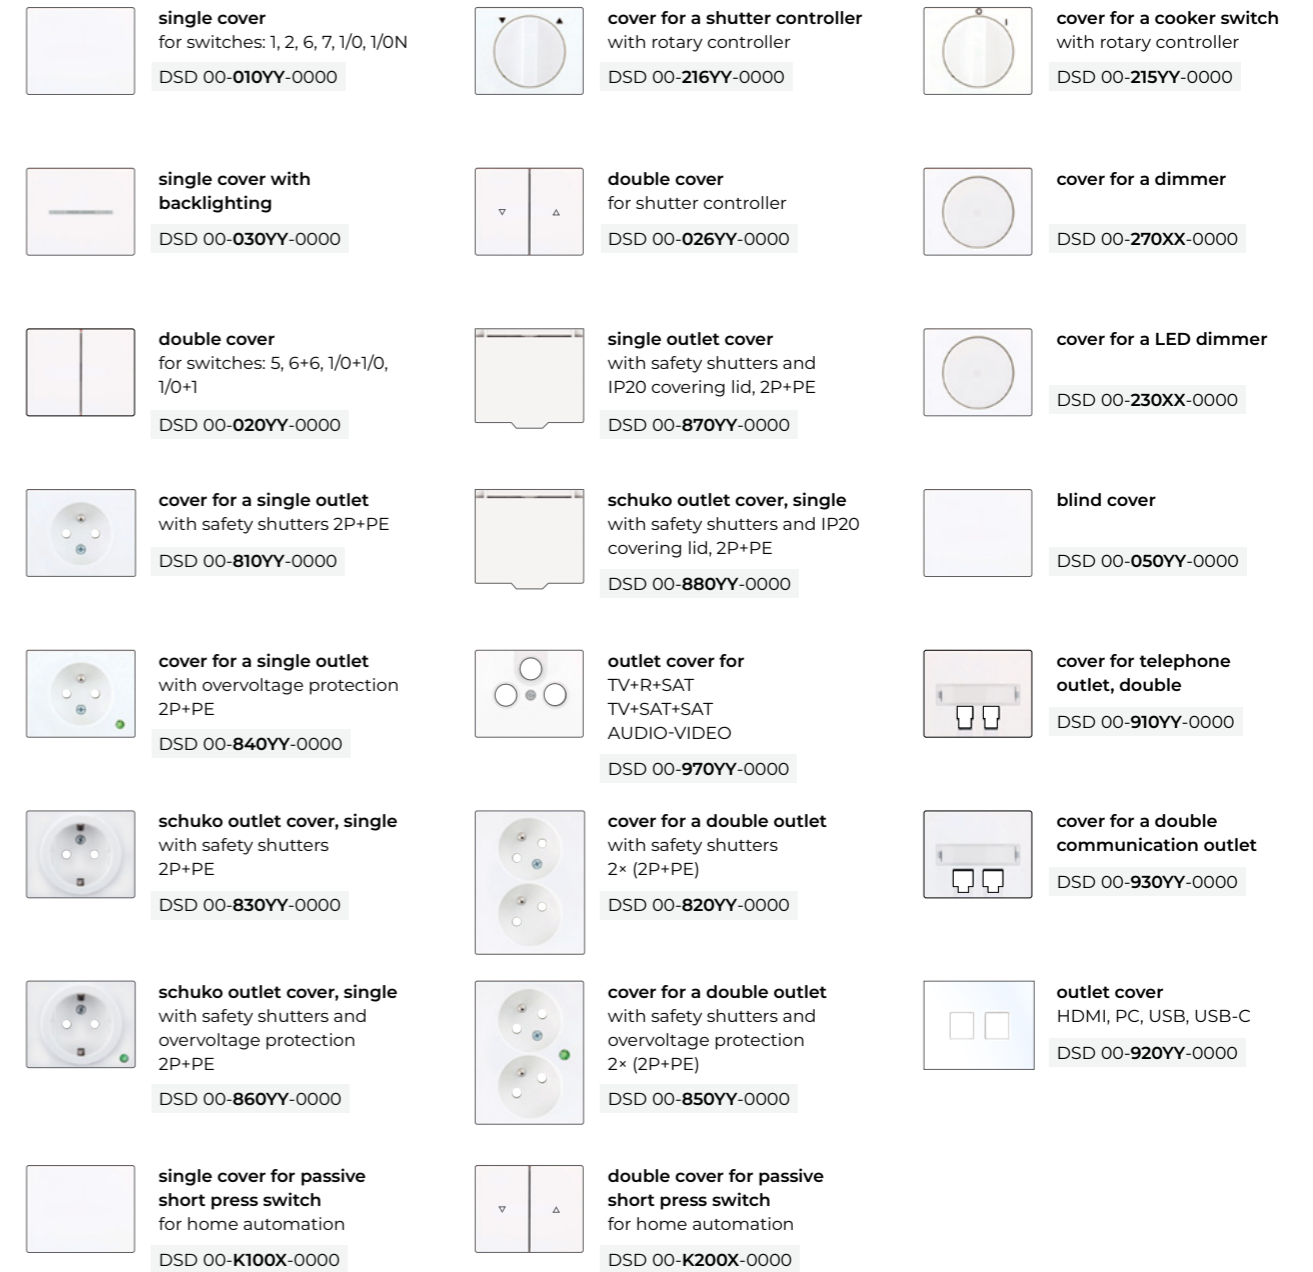 single cover
for switches: 1, 2, 6, 7, 1/0, 1/0N
DSD 00-010YY-0000
cover for a shutter controller
with rotary controller
DSD 00-216YY-0000
cover for a cooker switch
with rotary controller
DSD 00-215YY-0000
single cover with
backlighting
DSD 00-030YY-0000
double cover
for shutter controller
DSD 00-026YY-0000
cover for a dimmer
DSD 00-270XX-0000
double cover
for switches: 5, 6+6, 1/0+1/0,
1/0+1
DSD 00-020YY-0000
single outlet cover
with safety shutters and
IP20 covering lid, 2P+PE
DSD 00-870YY-0000
cover for a LED dimmer
DSD 00-230XX-0000
cover for a single outlet
with safety shutters 2P+PE
DSD 00-810YY-0000
schuko outlet cover, single
with safety shutters and IP20
covering lid, 2P+PE
DSD 00-880YY-0000
blind cover
DSD 00-050YY-0000
cover for a single outlet
with overvoltage protection
2P+PE
DSD 00-840YY-0000
outlet cover for
TV+R+SAT
TV+SAT+SAT
AUDIO-VIDEO
DSD 00-970YY-0000
cover for telephone
outlet, double
DSD 00-910YY-0000
schuko outlet cover, single
with safety shutters
2P+PE
DSD 00-830YY-0000
cover for a double outlet
with safety shutters
2× (2P+PE)
DSD 00-820YY-0000
cover for a double
communication outlet
DSD 00-930YY-0000
schuko outlet cover, single
with safety shutters and
overvoltage protection
2P+PE
DSD 00-860YY-0000
cover for a double outlet
with safety shutters and
overvoltage protection
2× (2P+PE)
DSD 00-850YY-0000
outlet cover
HDMI, PC, USB, USB-C
DSD 00-920YY-0000
single cover for passive
short press switch
for home automation
DSD 00-K100X-0000
double cover for passive
short press switch
for home automation
DSD 00-K200X-0000